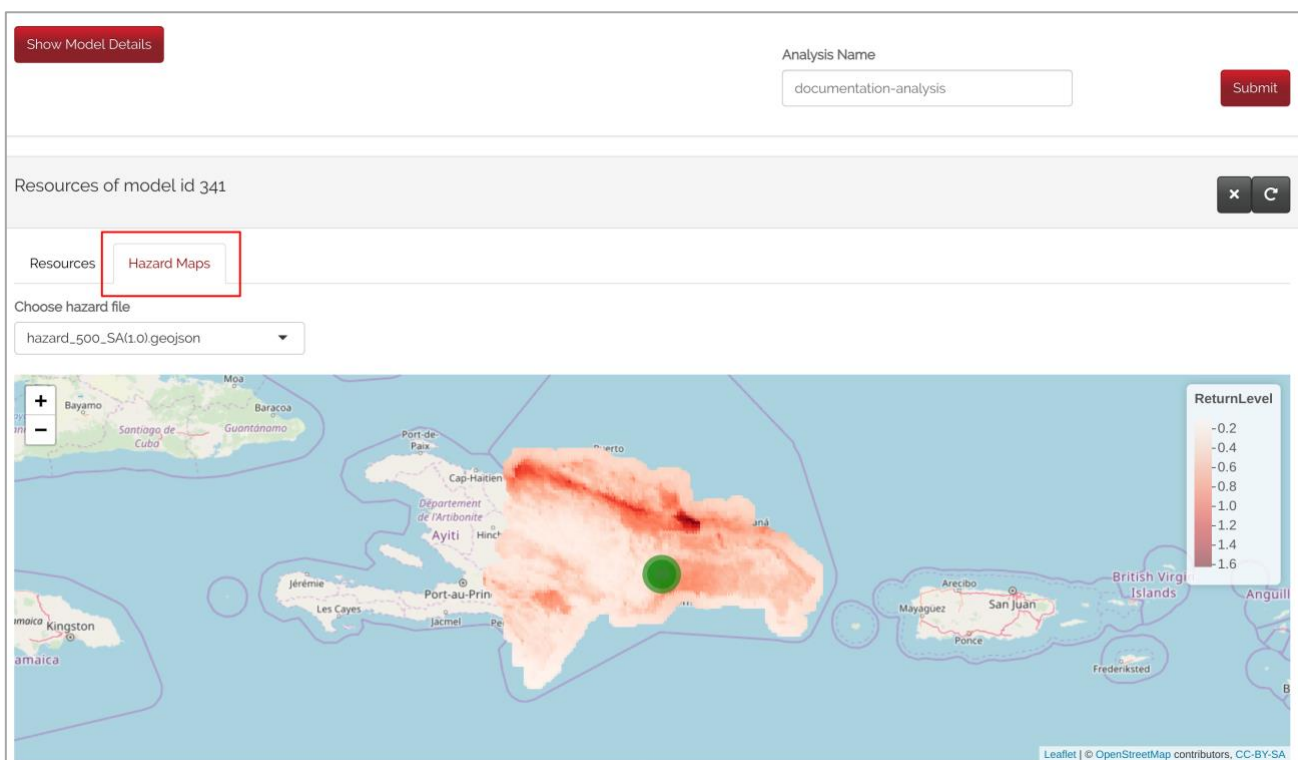 Show Model Details
Analysis Name
documentation-analysis
Submit
Resources of model id 341
Resources
Hazard Maps
Choose hazard file
hazard_500_SA(1.0).geojson
+
−
ReturnLevel
0.2
0.4
0.6
0.8
1.0
1.2
1.4
1.6
Moa
Bayamo
Baracoa
Santiago de
Cuba
Guantánamo
Port-de-
Paix
Puerto
Cap-Haïtien
Département
de l'Artibonite
Ayiti
Hinch
aná
Jérémie
Port-au-Prin
Les Cayes
Jacmel
Pe
Kingston
amaica
Arecibo
San Juan
Mayagüez
Ponce
British Virgi
Islands
Anguill
Frederiksted
Leaflet | © OpenStreetMap contributors, CC-BY-SA